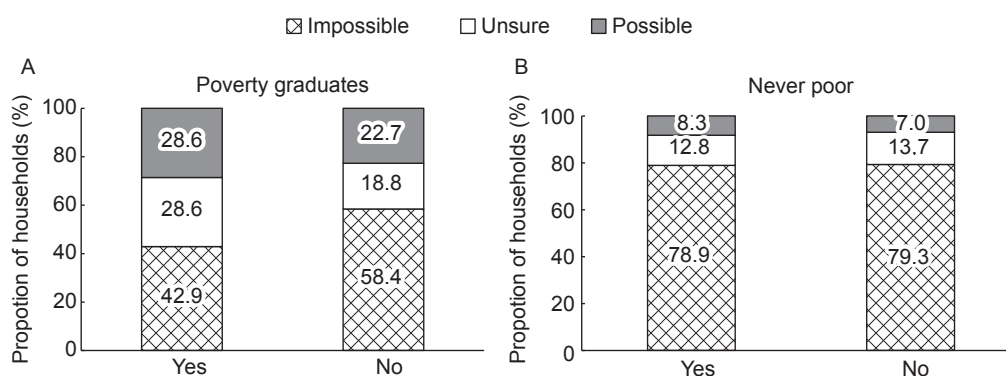 Impossible Unsure Possible
A
Poverty graduates
Propotion of households (%)
100
80
60
40
20
0
28.6
28.6
42.9
22.7
18.8
58.4
Yes No
B
Never poor
Propotion of households (%)
100
80
60
40
20
0
8.3
12.8
78.9
7.0
13.7
79.3
Yes No